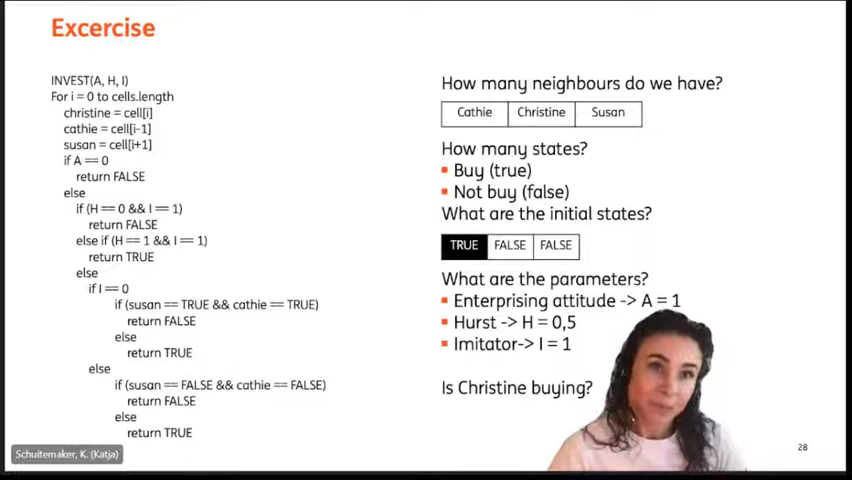 Excercise
INVEST(A, H, I)
For i = 0 to cells.length
christine = cell[i]
cathie = cell[i-1]
susan = cell[i+1]
if A == 0
return FALSE
else
if (H == 0 && I == 1)
return FALSE
else if (H == 1 && I == 1)
return TRUE
else
if I == 0
if (susan == TRUE && cathie == TRUE)
return FALSE
else
return TRUE
else
if (susan == FALSE && cathie == FALSE)
return FALSE
else
return TRUE
How many neighbours do we have?
Cathie Christine Susan
How many states?
Buy (true)
Not buy (false)
What are the initial states?
TRUE FALSE FALSE
What are the parameters?
Enterprising attitude -> A = 1
Hurst -> H = 0,5
Imitator-> I = 1
Is Christine buying?
Schuitemaker, K. (Katja)
28